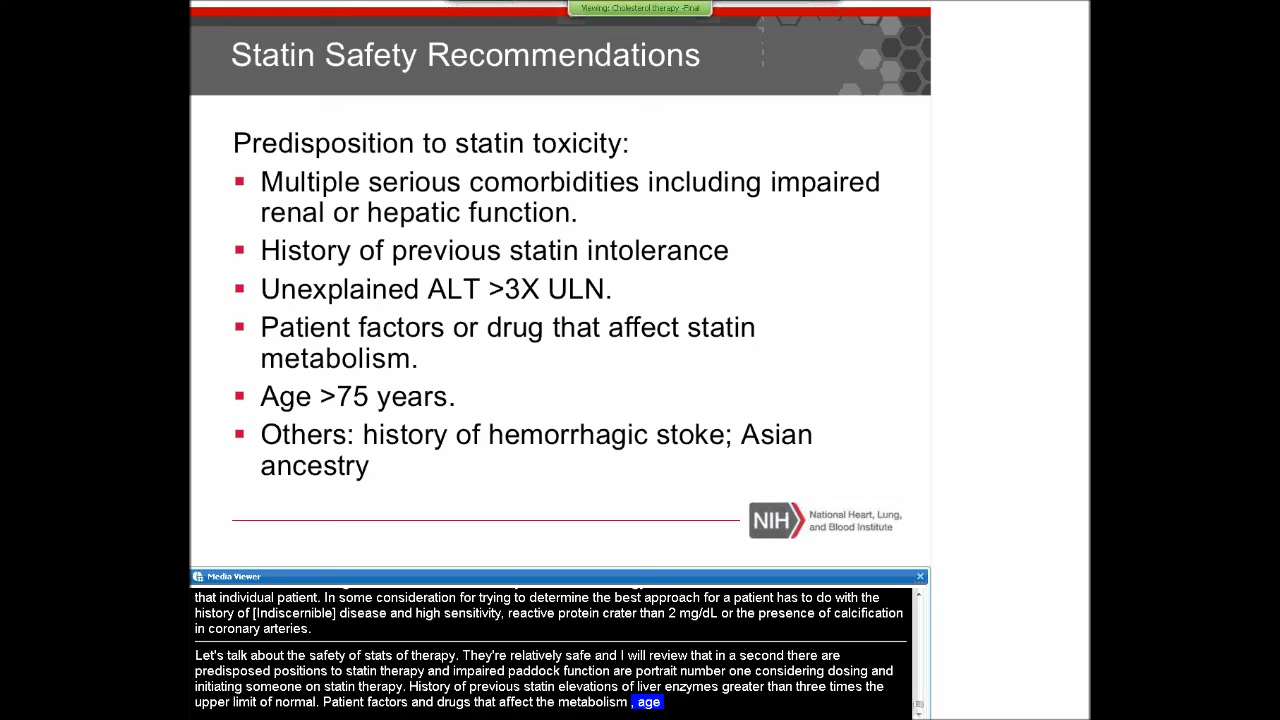 Viewing: Cholesterol therapy -Final
Statin Safety Recommendations
Predisposition to statin toxicity:
Multiple serious comorbidities including impaired
renal or hepatic function.
History of previous statin intolerance
Unexplained ALT >3X ULN.
Patient factors or drug that affect statin
metabolism.
Age >75 years.
Others: history of hemorrhagic stoke; Asian
ancestry
NIH
National Heart, Lung,
and Blood Institute
Media Viewer
that individual patient. In some consideration for trying to determine the best approach for a patient has to do with the
history of [Indiscernible] disease and high sensitivity, reactive protein crater than 2 mg/dL or the presence of calcification
in coronary arteries.
Let's talk about the safety of stats of therapy. They're relatively safe and I will review that in a second there are
predisposed positions to statin therapy and impaired paddock function are portrait number one considering dosing and
initiating someone on statin therapy. History of previous statin elevations of liver enzymes greater than three times the
upper limit of normal. Patient factors and drugs that affect the metabolism , age